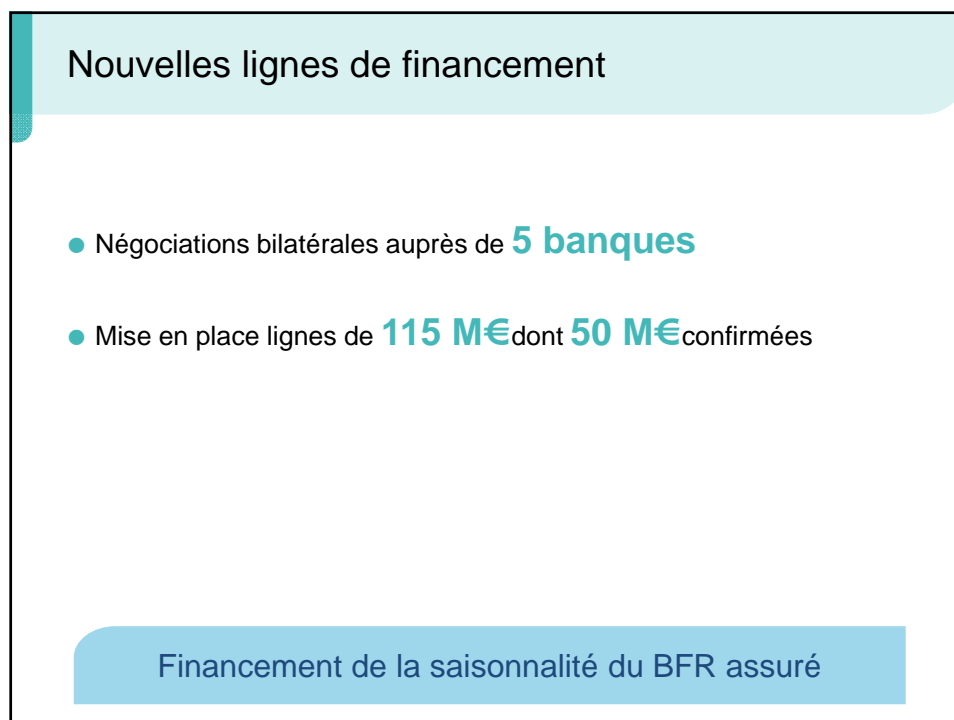 Nouvelles lignes de financement
Négociations bilatérales auprès de 5 banques
Mise en place lignes de 115 M€ dont 50 M€ confirmées
Financement de la saisonnalité du BFR assuré